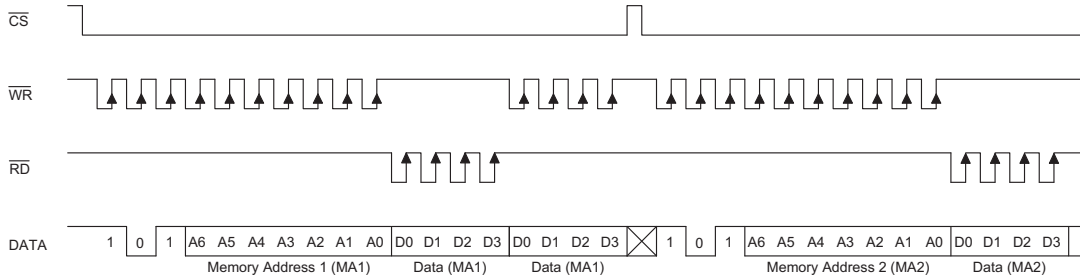 CS
WR
RD
DATA 1 0 1 A6 A5 A4 A3 A2 A1 A0 D0 D1 D2 D3 D0 D1 D2 D3 1 0 1 A6 A5 A4 A3 A2 A1 A0 D0 D1 D2 D3
Memory Address 1 (MA1) Data (MA1) Data (MA1) Memory Address 2 (MA2) Data (MA2)